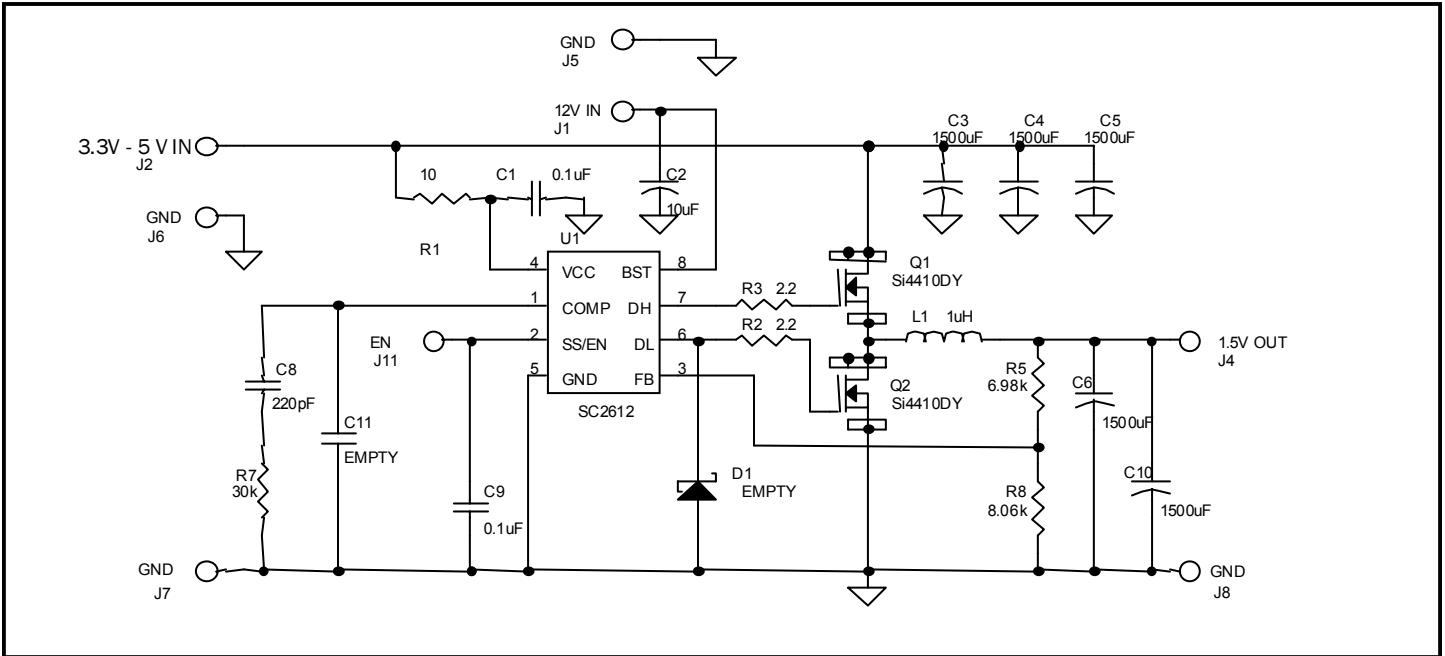 GND
J5
12V IN
J1
3.3V - 5 V IN
J2
C3
1500uF
C4
1500uF
C5
1500uF
10
C1
0.1uF
C2
10uF
GND
J6
R1
U1
4
VCC
BST
8
1
COMP
DH
7
2
SS/EN
DL
6
5
GND
FB
3
SC2612
R3 2.2
R2 2.2
Q1
Si4410DY
L1 1uH
Q2
Si4410DY
EN
J11
1.5V OUT
J4
R5
6.98k
C6
1500uF
C8
220pF
C11
EMPTY
R7
30k
C9
0.1uF
D1
EMPTY
R8
8.06k
C10
1500uF
GND
J7
GND
J8